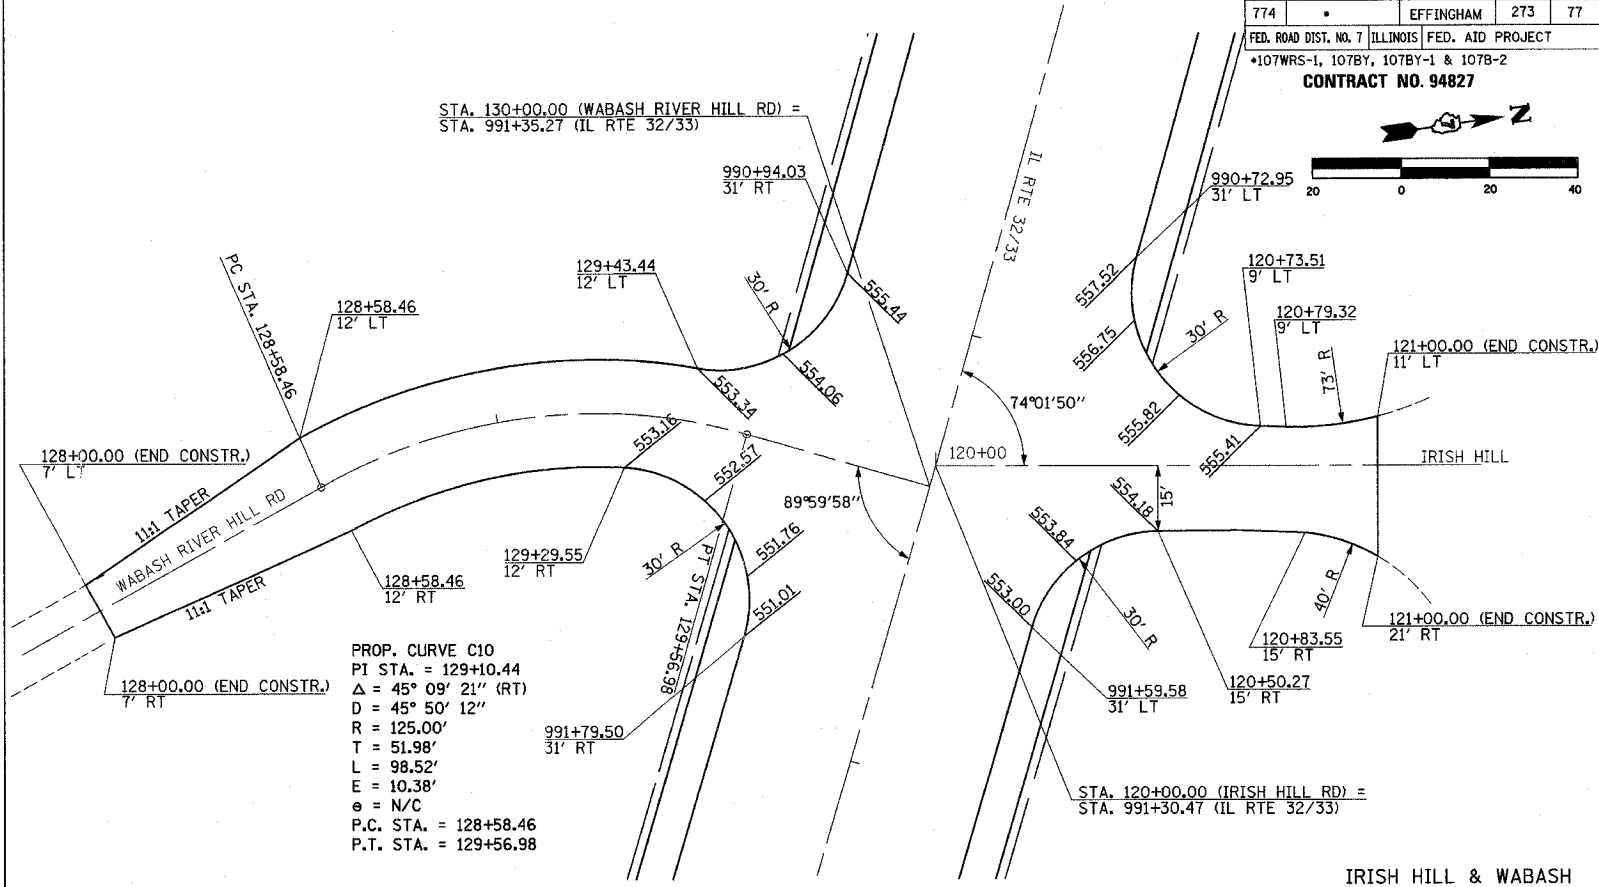 774 * EFFINGHAM 273 77
FED. ROAD DIST. NO. 7 ILLINOIS FED. AID PROJECT
*107WRS-1, 107BY, 107BY-1 & 107B-2
CONTRACT NO. 94827
N
20 0 20 40
STA. 130+00.00 (WABASH RIVER HILL RD) =
STA. 991+35.27 (IL RTE 32/33)
990+94.03
31' RT
IL RTE 32/33
990+72.95
31' LT
PC STA. 128+58.46
128+58.46
12' LT
129+43.44
12' LT
30' R
555.44
557.52
120+73.51
9' LT
120+79.32
9' LT
556.75
30' R
73' R
121+00.00 (END CONSTR.)
11' LT
554.06
553.34
74°01'50"
555.82
555.41
128+00.00 (END CONSTR.)
7' LT
11:1 TAPER
WABASH RIVER HILL RD
11:1 TAPER
553.16
552.57
120+00
IRISH HILL
89°59'58"
554.18
15'
553.84
551.76
129+29.55
12' RT
30' R
PT STA. 129+56.98
128+58.46
12' RT
551.01
553.00
30' R
40' R
121+00.00 (END CONSTR.)
21' RT
120+83.55
15' RT
120+50.27
15' RT
991+59.58
31' LT
128+00.00 (END CONSTR.)
7' RT
PROP. CURVE C10
PI STA. = 129+10.44
Δ = 45° 09' 21" (RT)
D = 45° 50' 12"
R = 125.00'
T = 51.98'
L = 98.52'
E = 10.38'
e = N/C
P.C. STA. = 128+58.46
P.T. STA. = 129+56.98
991+79.50
31' RT
STA. 120+00.00 (IRISH HILL RD) =
STA. 991+30.47 (IL RTE 32/33)
IRISH HILL & WABASH